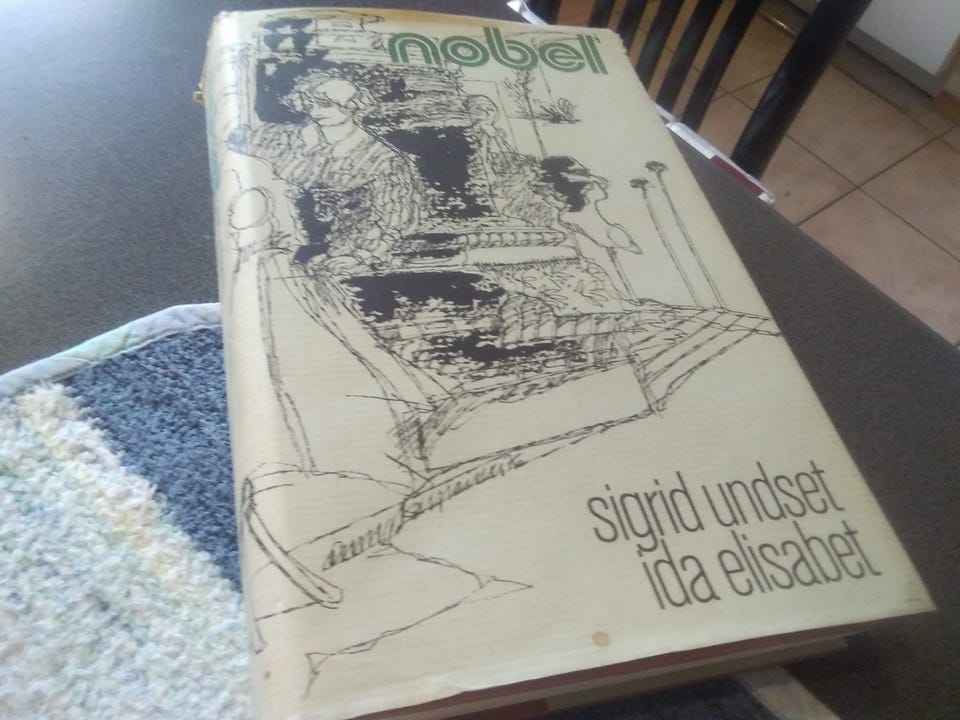 nobel
sigrid undset
ida elisabet